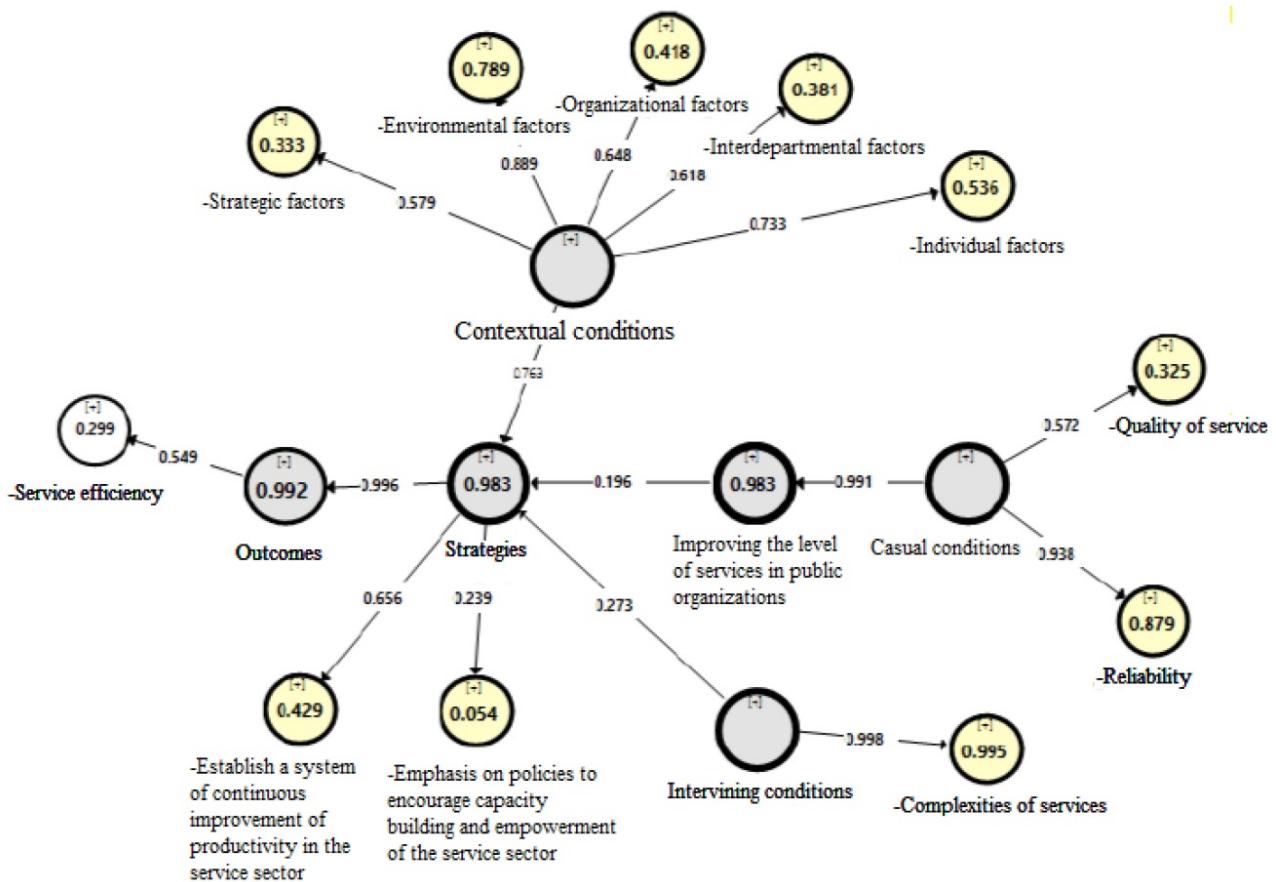 [+]
0.418
-Organizational factors
[+]
0.789
-Environmental factors
[+]
0.381
-Interdepartmental factors
[+]
0.333
-Strategic factors
[+]
0.536
-Individual factors
0.889
0.648
0.618
0.579
0.733
[+]
Contextual conditions
0.763
[+]
0.325
-Quality of service
0.572
[+]
0.299
-Service efficiency
0.549
[+]
0.992
Outcomes
0.996
[+]
0.983
Strategies
0.196
[+]
0.983
Improving the level
of services in public
organizations
0.991
[+]
Casual conditions
0.938
[+]
0.879
-Reliability
0.656
0.239
0.273
[+]
0.429
-Establish a system
of continuous
improvement of
productivity in the
service sector
[+]
0.054
-Emphasis on policies to
encourage capacity
building and empowerment
of the service sector
[+]
Intervining conditions
0.998
[+]
0.995
-Complexities of services